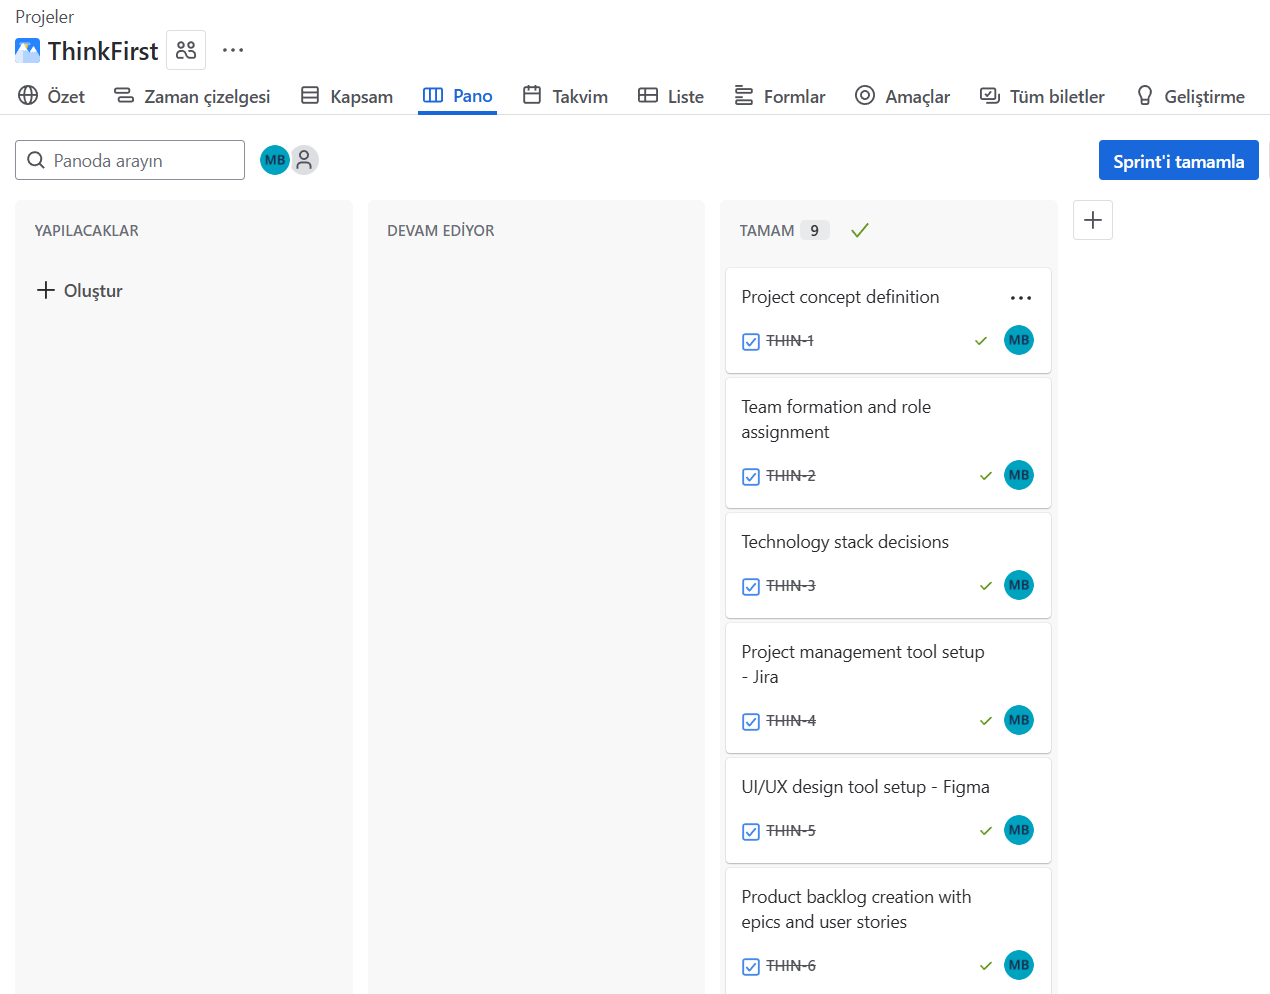 Projeler
ThinkFirst
Özet
Zaman çizelgesi
Kapsam
Pano
Takvim
Liste
Formlar
Amaçlar
Tüm biletler
Geliştirme
Panoda arayın
MB
Sprint'i tamamla
YAPILACAKLAR
Oluştur
DEVAM EDİYOR
TAMAM 9
Project concept definition
THIN-1
MB
Team formation and role
assignment
THIN-2
MB
Technology stack decisions
THIN-3
MB
Project management tool setup
- Jira
THIN-4
MB
UI/UX design tool setup - Figma
THIN-5
MB
Product backlog creation with
epics and user stories
THIN-6
MB